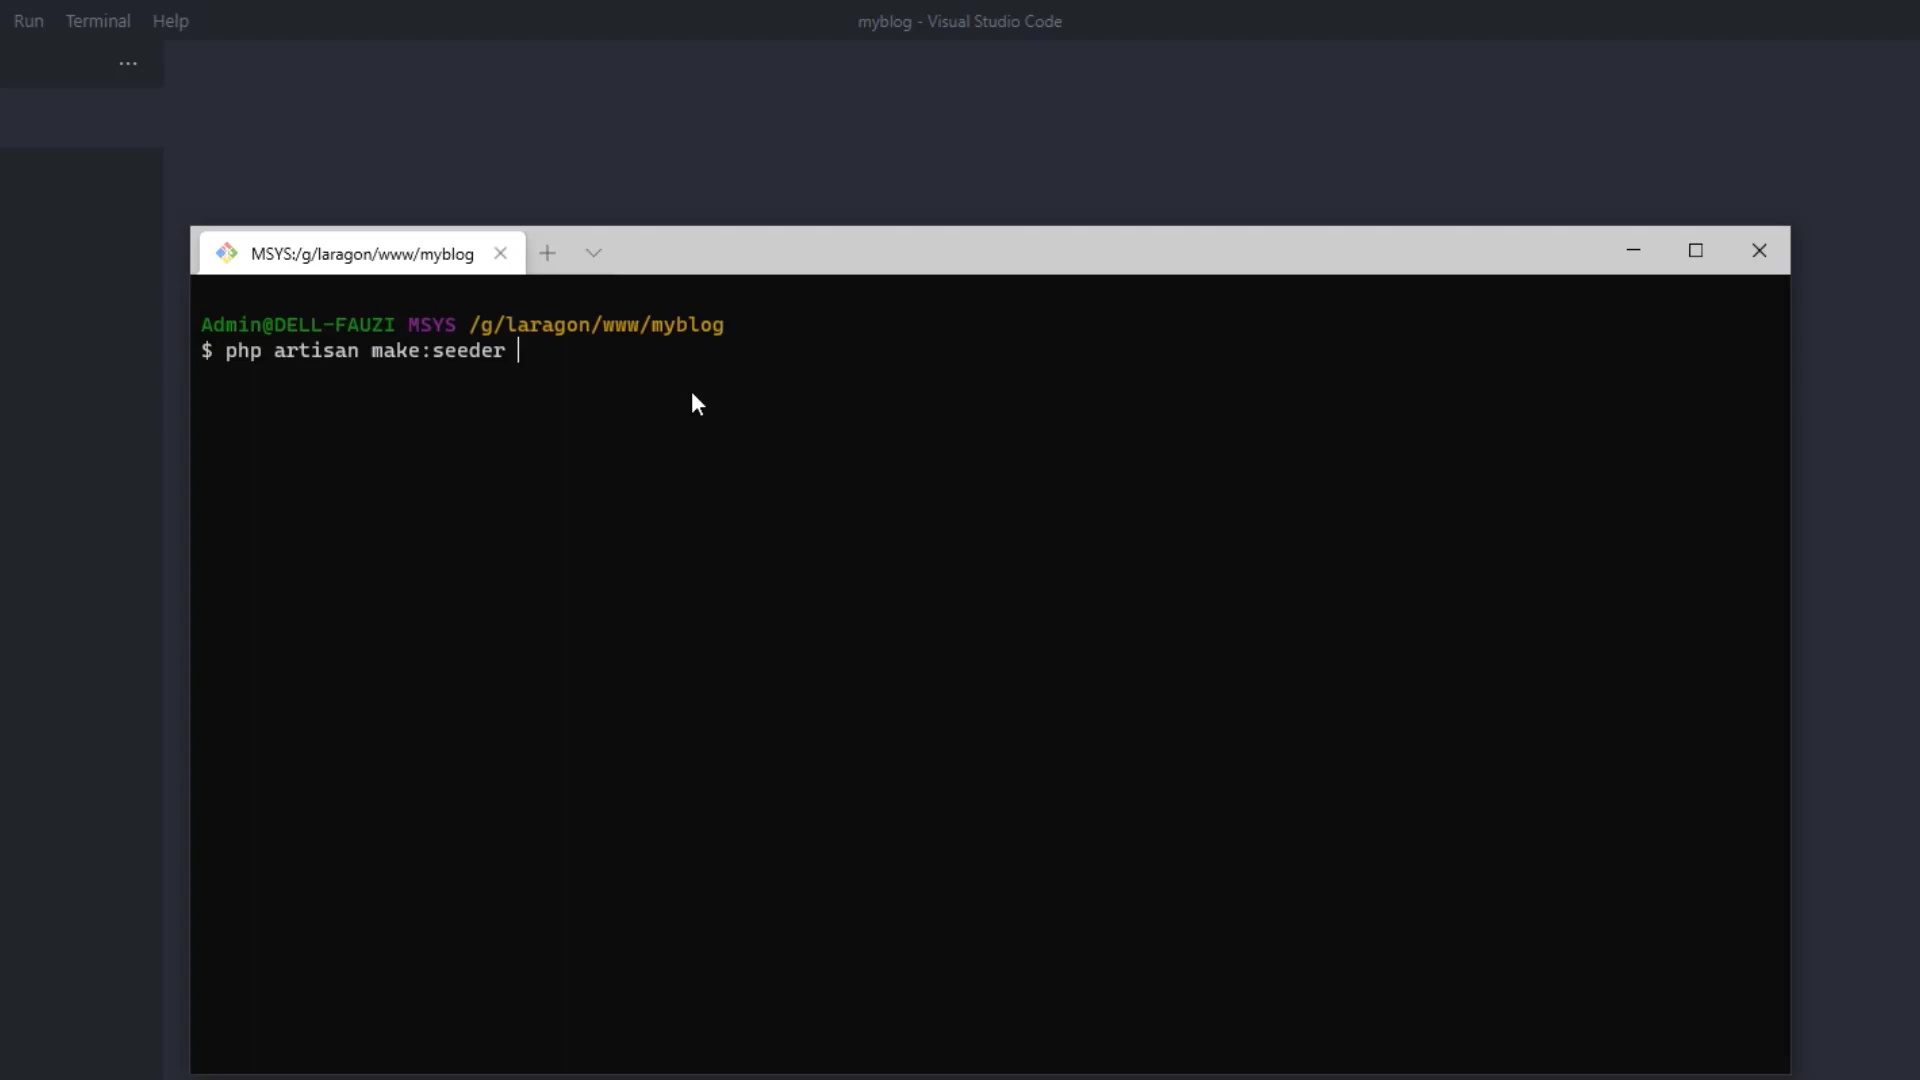 Run Terminal Help
myblog - Visual Studio Code
...
MSYS:/g/laragon/www/myblog
Admin@DELL-FAUZI MSYS /g/laragon/www/myblog
$ php artisan make:seeder